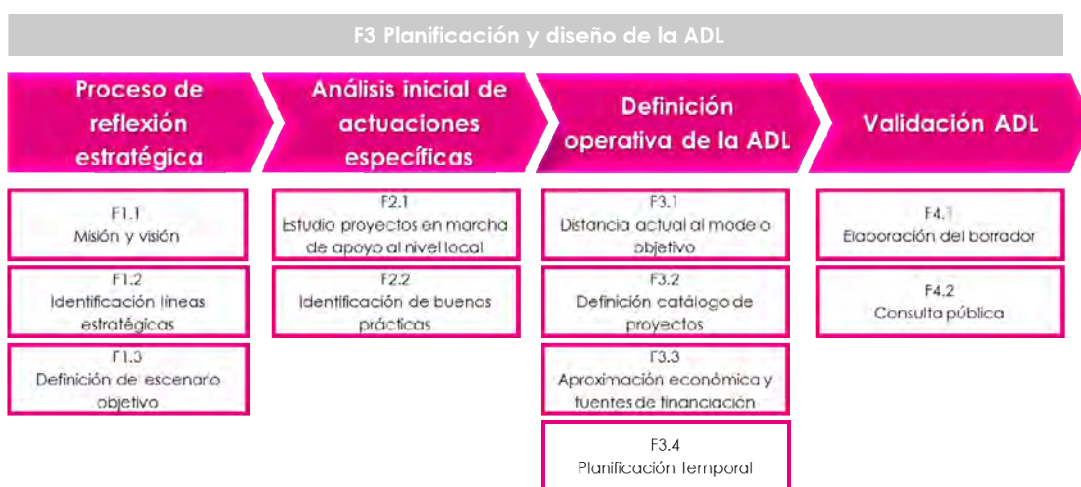 F3 Planificación y diseño de la ADL
Proceso de
reflexión
estratégica
Análisis inicial de
actuaciones
específicas
Definición
operativa de la ADL
Validación ADL
F1.1
Misión y visión
F1.2
Identificación líneas
estratégicas
F1.3
Definición de escenario
objetivo
F2.1
Estudio proyectos en marcha
de apoyo al nivel local
F2.2
Identificación de buenas
prácticas
F3.1
Distancia actual al modelo
objetivo
F3.2
Definición catálogo de
proyectos
F3.3
Aproximación económica y
fuentes de financiación
F3.4
Planificación temporal
F4.1
Elaboración del borrador
F4.2
Consulta pública